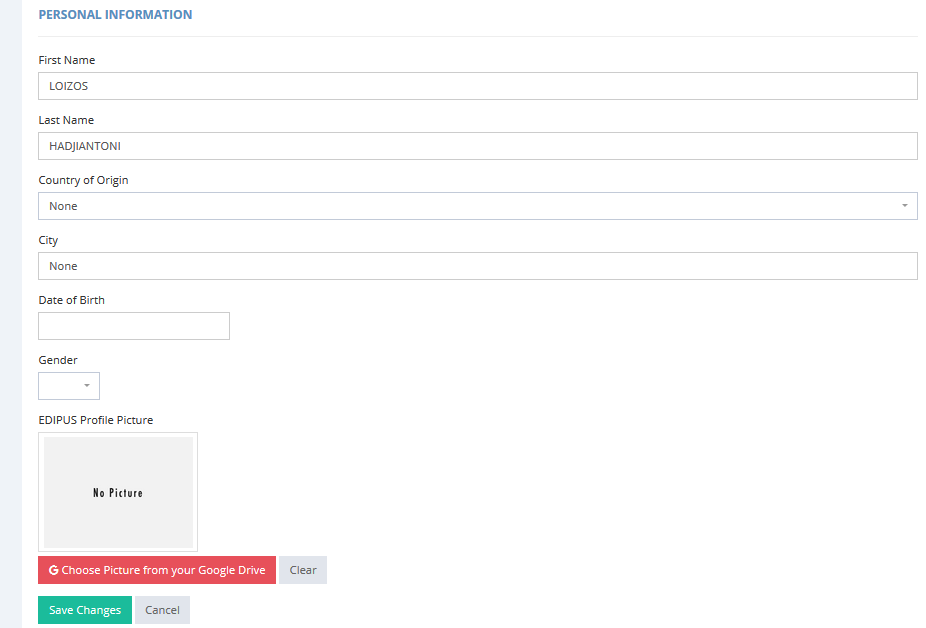 PERSONAL INFORMATION
First Name
LOIZOS
Last Name
HADJIANTONI
Country of Origin
None
City
None
Date of Birth
Gender
EDIPUS Profile Picture
No Picture
G Choose Picture from your Google Drive Clear
Save Changes Cancel